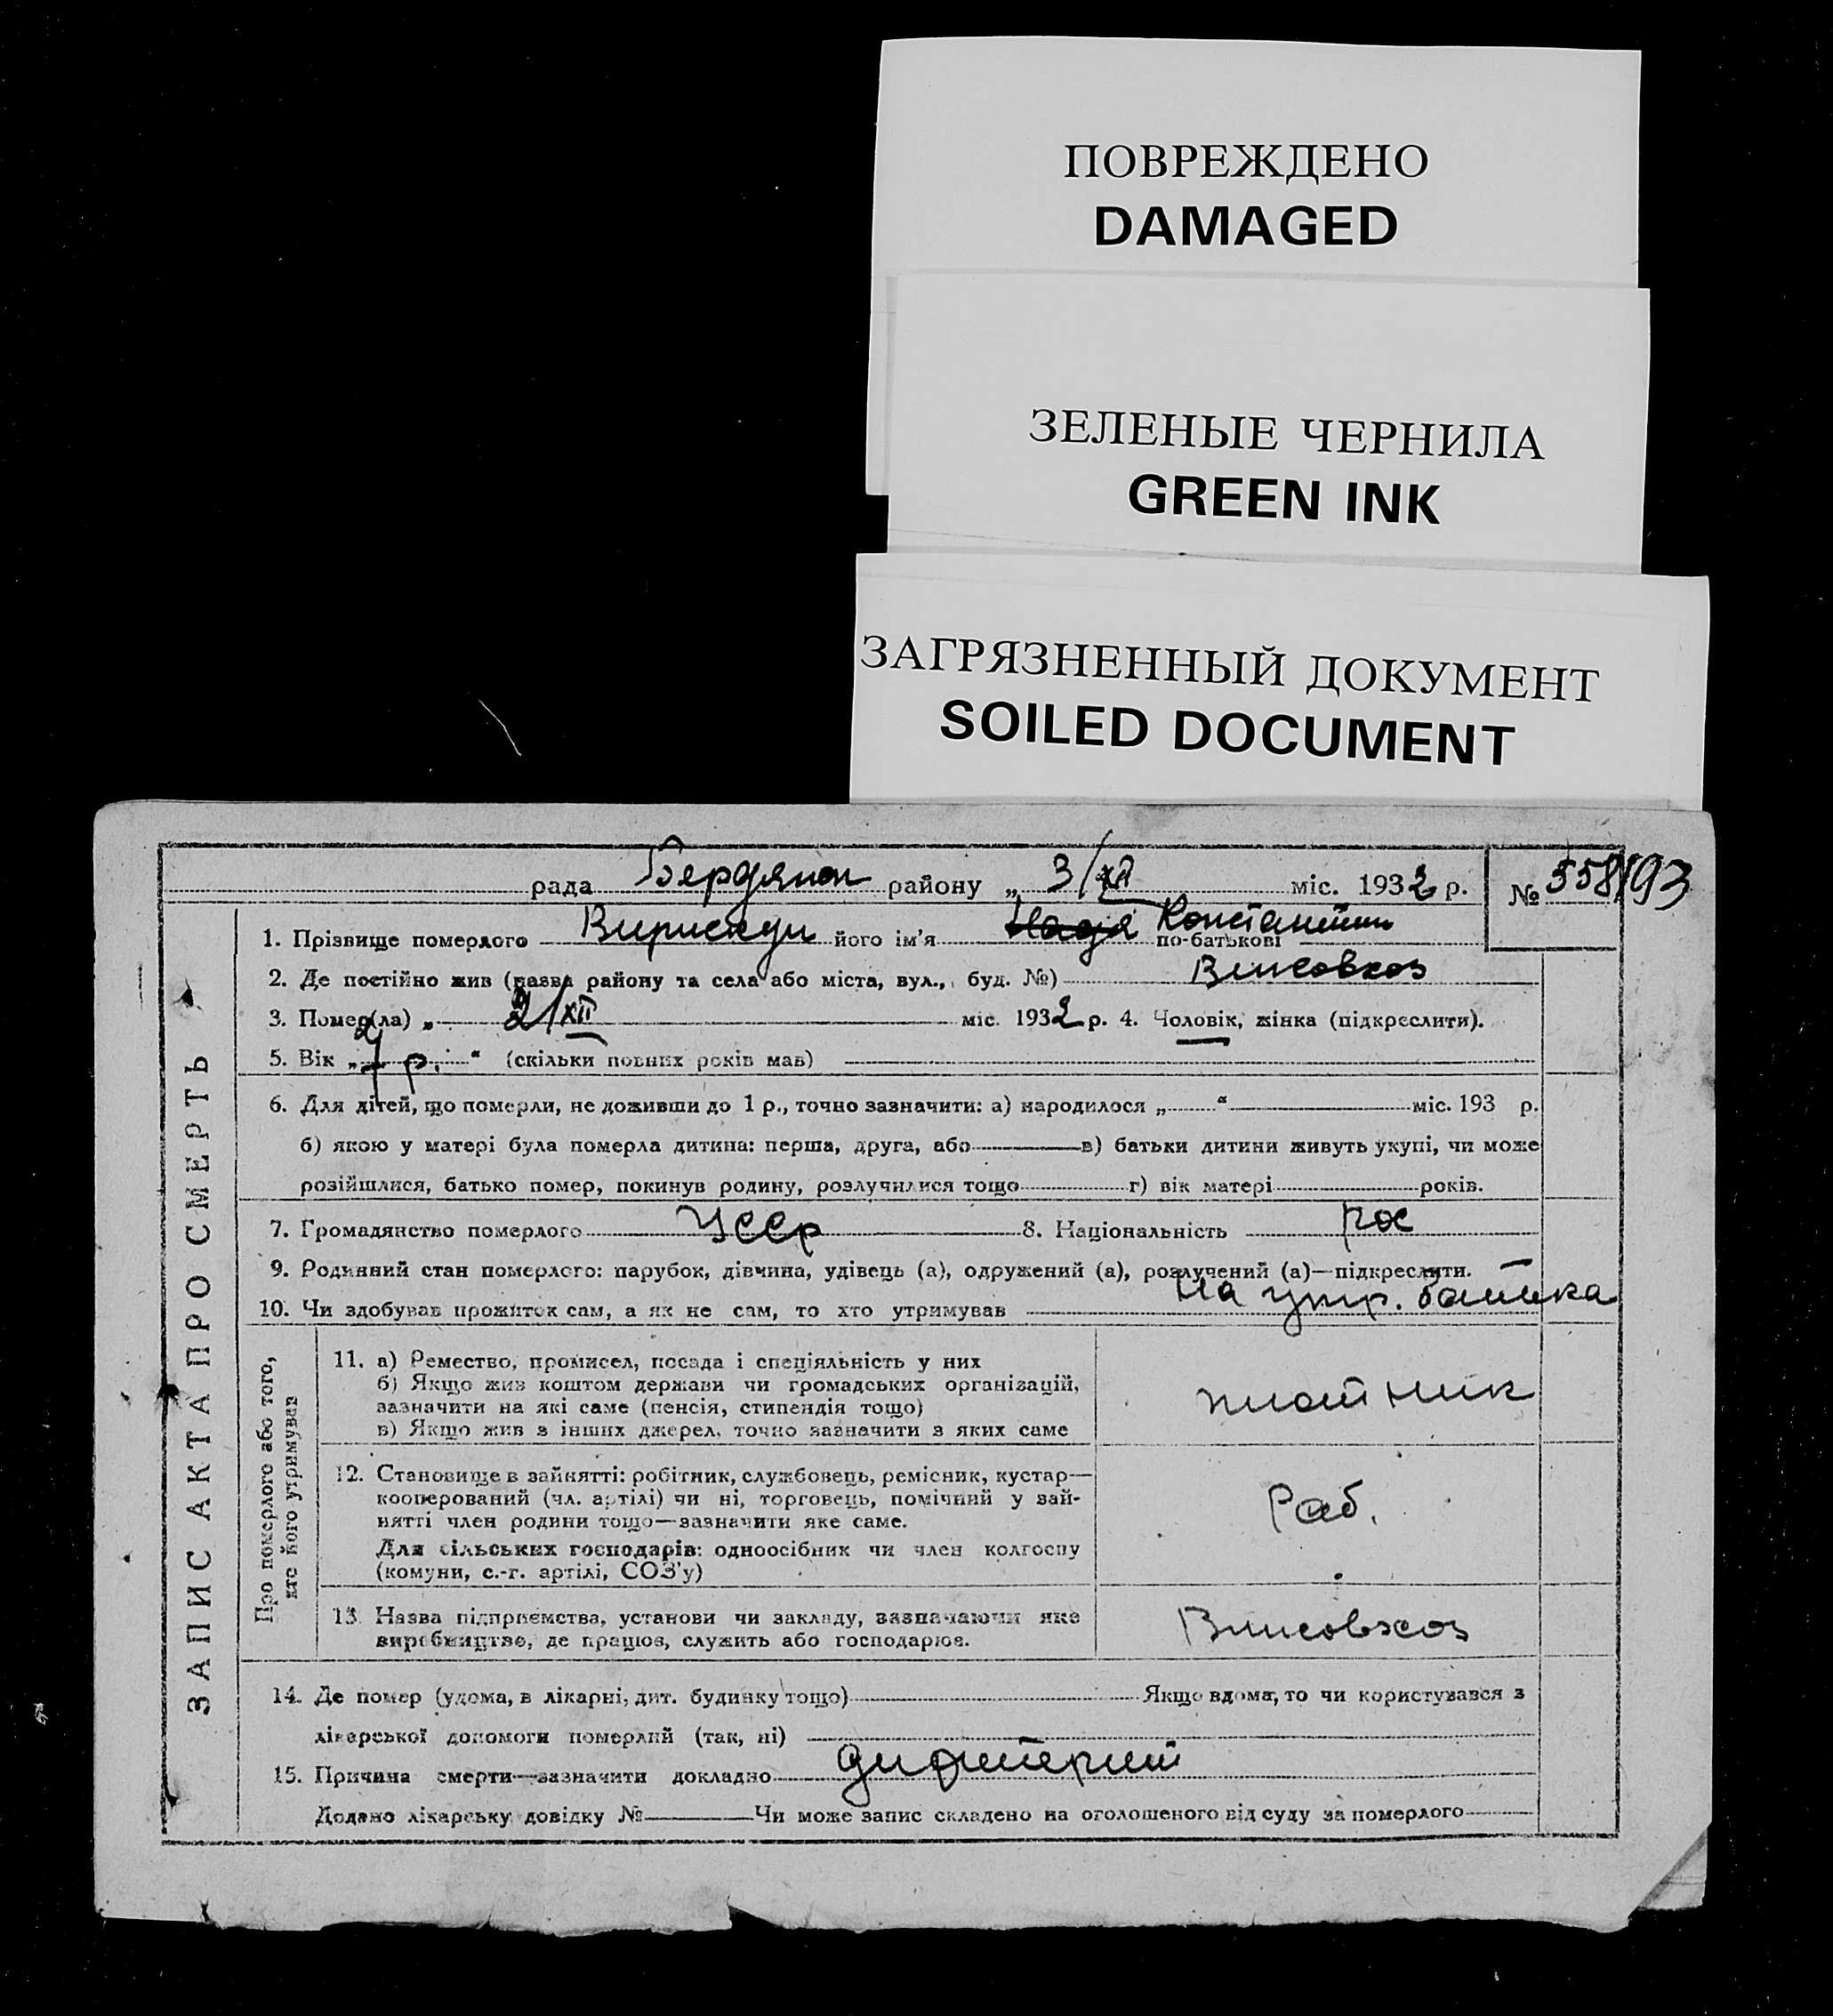 ПОВРЕЖДЕНО
DAMAGED
ЗЕЛЕНЫЕ ЧЕРНИЛА
GREEN INK
ЗАГРЯЗНЕННЫЙ ДОКУМЕНТ
SOILED DOCUMENT
рада Бердянск району „ 3/XII міс. 1932 р. № 558/93
1. Прізвище померлого його ім'я Надя Константин по-батькові
2. Де постійно жив (назва району та села або міста, вул., буд. №)
3. Помер(ла) „ 2/XII міс. 1932 р. 4. Чоловік, жінка (підкреслити).
5. Вік „ р. “ (скільки повних років мав)
6. Для дітей, що померли, не доживши до 1 р., точно зазначити: а) народилося „ “ міс. 193 р.
б) якою у матері була померла дитина: перша, друга, або в) батьки дитини живуть укупі, чи може
розійшлися, батько помер, покинув родину, розлучилися тощо г) вік матері років.
7. Громадянство померлого УССР 8. Національність рос
9. Родинний стан померлого: парубок, дівчина, удівець (а), одружений (а), розлучений (а)—підкреслити.
10. Чи здобував прожиток сам, а як не сам, то хто утримував на утр. батька
ЗАПИС АКТА ПРО СМЕРТЬ
Про померлого або того,
хто його утримував
11. а) Ремество, промисел, посада і спеціяльність у них
б) Якщо жив коштом держави чи громадських організацій,
зазначити на які саме (пенсія, стипендія тощо)
в) Якщо жив з інших джерел, точно зазначити з яких саме
плотник
12. Становище в зайнятті: робітник, службовець, ремісник, кустар—
кооперований (чл. артілі) чи ні, торговець, помічний у зай-
нятті член родини тощо—зазначити яке саме.
Для сільських господарів: одноосібник чи член колгоспу
(комуни, с.-г. артілі, СОЗ'у)
Раб.
13. Назва підприємства, установи чи закладу, зазначаючи яке
виробництво, де працює, служить або господарює.
14. Де помер (удома, в лікарні, дит. будинку тощо) Якщо вдома, то чи користувався з
лікарської допомоги померлий (так, ні)
15. Причина смерти—зазначити докладно дифтерит
Додано лікарську довідку № Чи може запис складено на оголошеного від суду за померлого